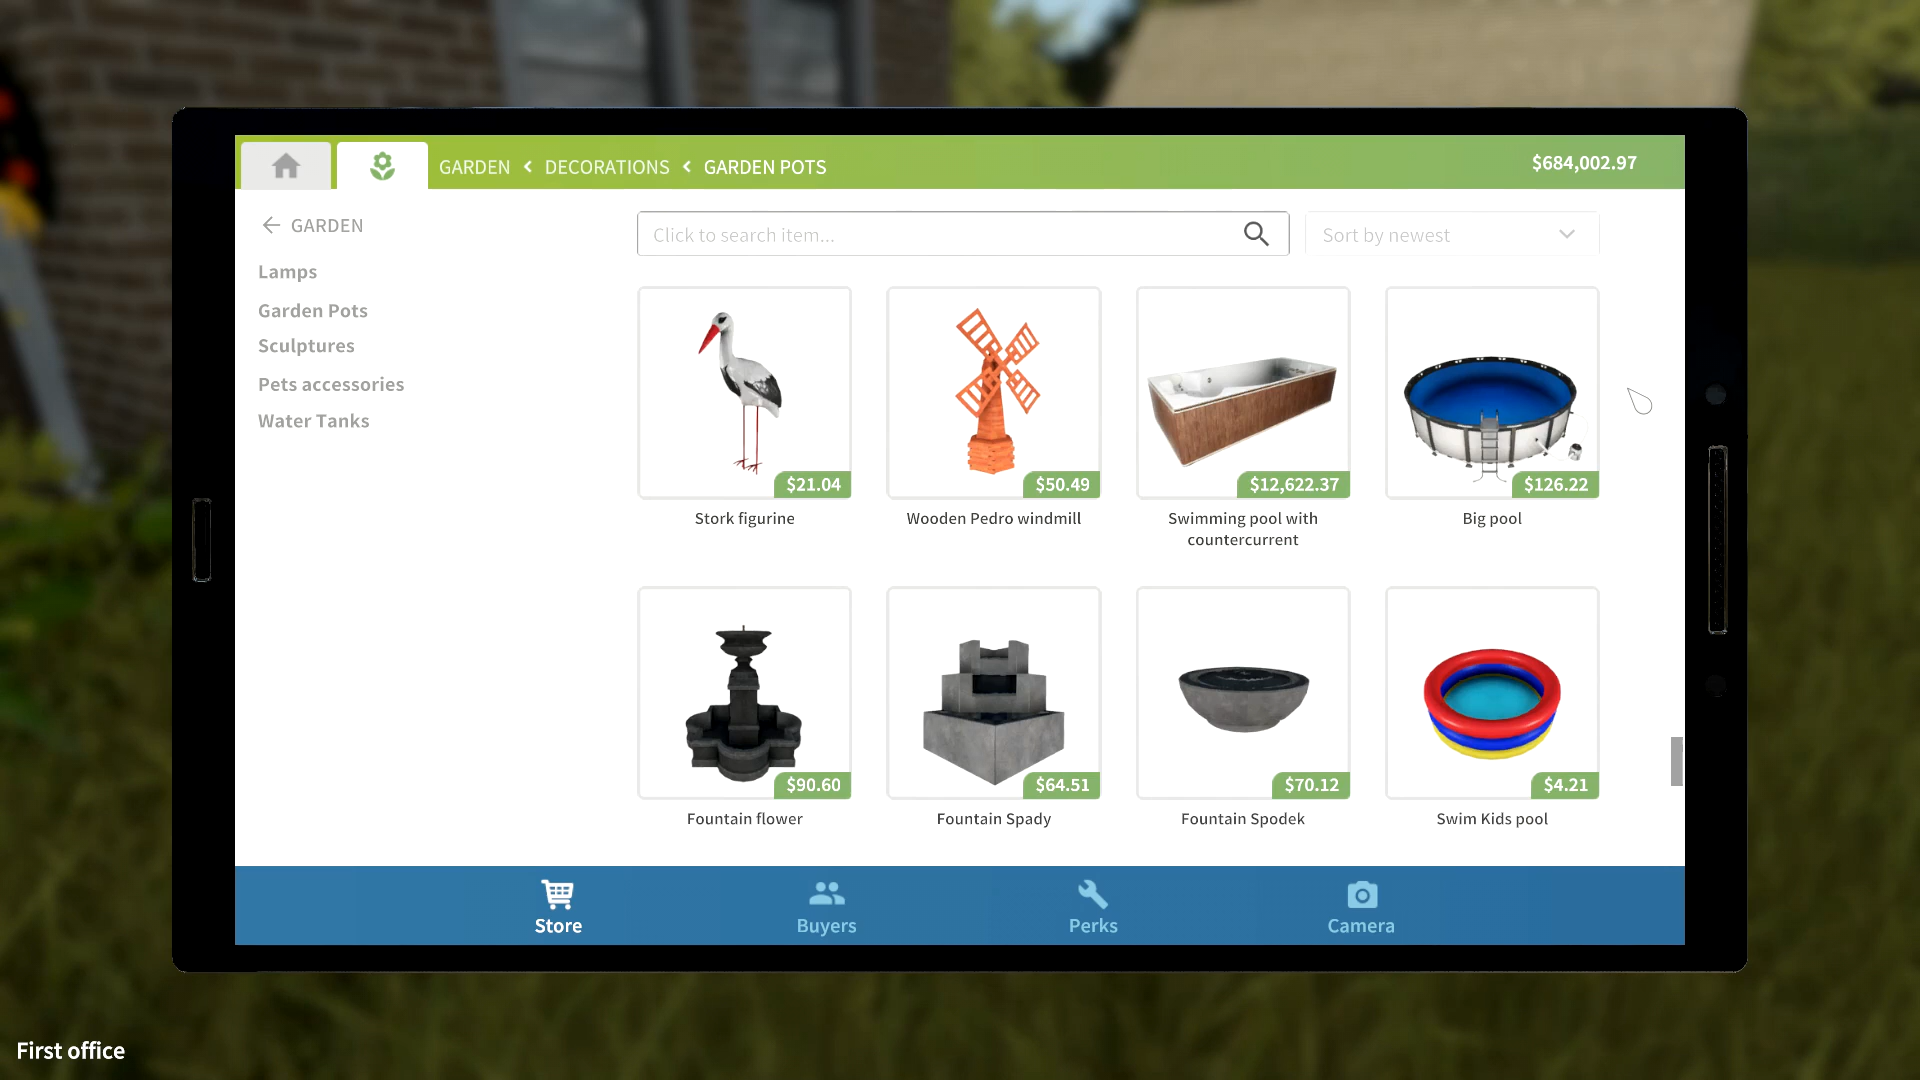 GARDEN < DECORATIONS < GARDEN POTS
$684,002.97
GARDEN
Click to search item...
Sort by newest
Lamps
Garden Pots
Sculptures
Pets accessories
Water Tanks
$21.04
$50.49
$12,622.37
$126.22
Stork figurine
Wooden Pedro windmill
Swimming pool with
countercurrent
Big pool
$90.60
$64.51
$70.12
$4.21
Fountain flower
Fountain Spady
Fountain Spodek
Swim Kids pool
Store
Buyers
Perks
Camera
First office